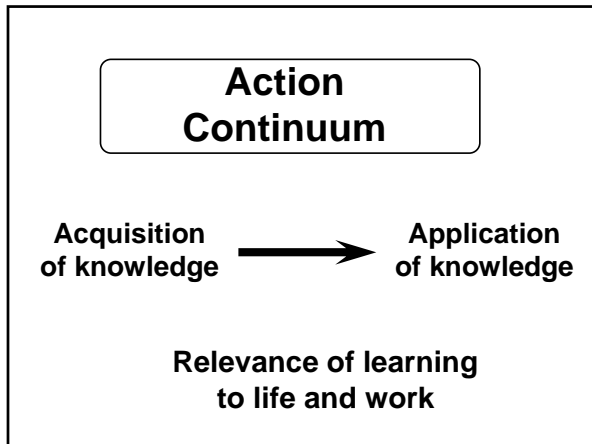 Action
Continuum
Acquisition
of knowledge
Application
of knowledge
Relevance of learning
to life and work